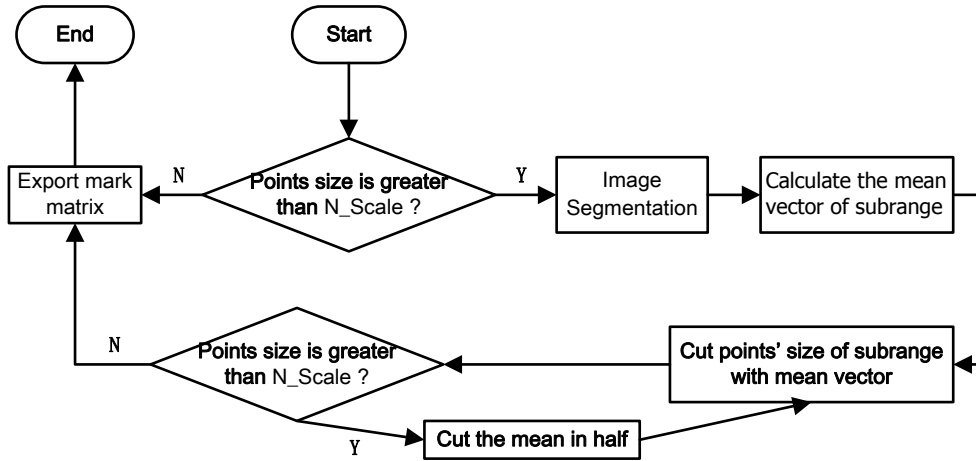 End
Start
N
Points size is greater
than N_Scale ?
Y
Export mark
matrix
Image
Segmentation
Calculate the mean
vector of subrange
N
Points size is greater
than N_Scale ?
Cut points' size of subrange
with mean vector
Y
Cut the mean in half